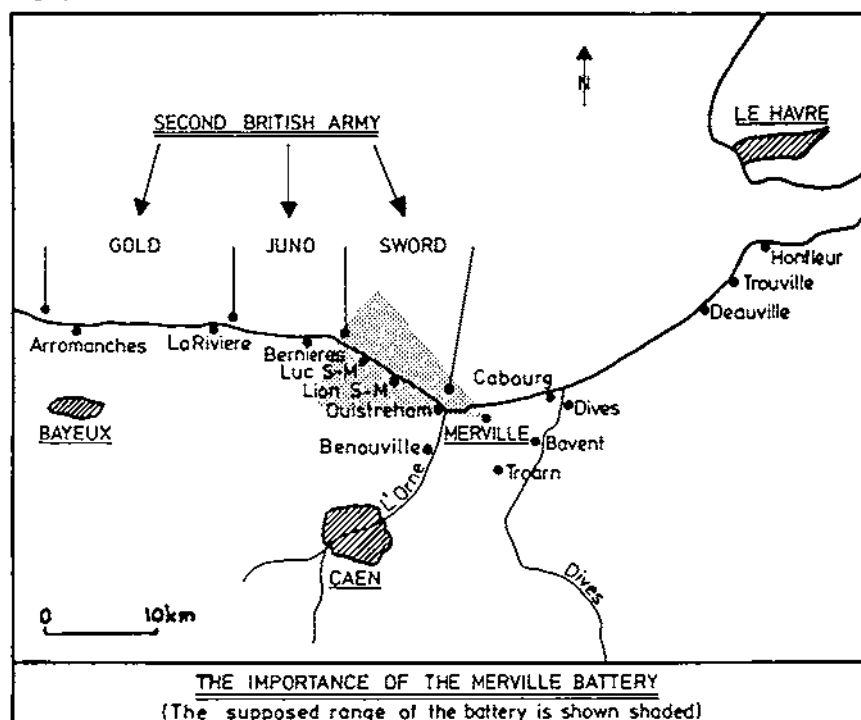 N
LE HAVRE
SECOND BRITISH ARMY
GOLD
JUNO
SWORD
Honfleur
Trouville
Deauville
Arromanches
La Riviere
Bernieres
Luc S-M
Lion S-M
Ouistreham
Cabourg
Dives
BAYEUX
MERVILLE
Benouville
Bavent
Troarn
L'Orne
CAEN
Dives
0 10km
THE IMPORTANCE OF THE MERVILLE BATTERY
(The supposed range of the battery is shown shaded)